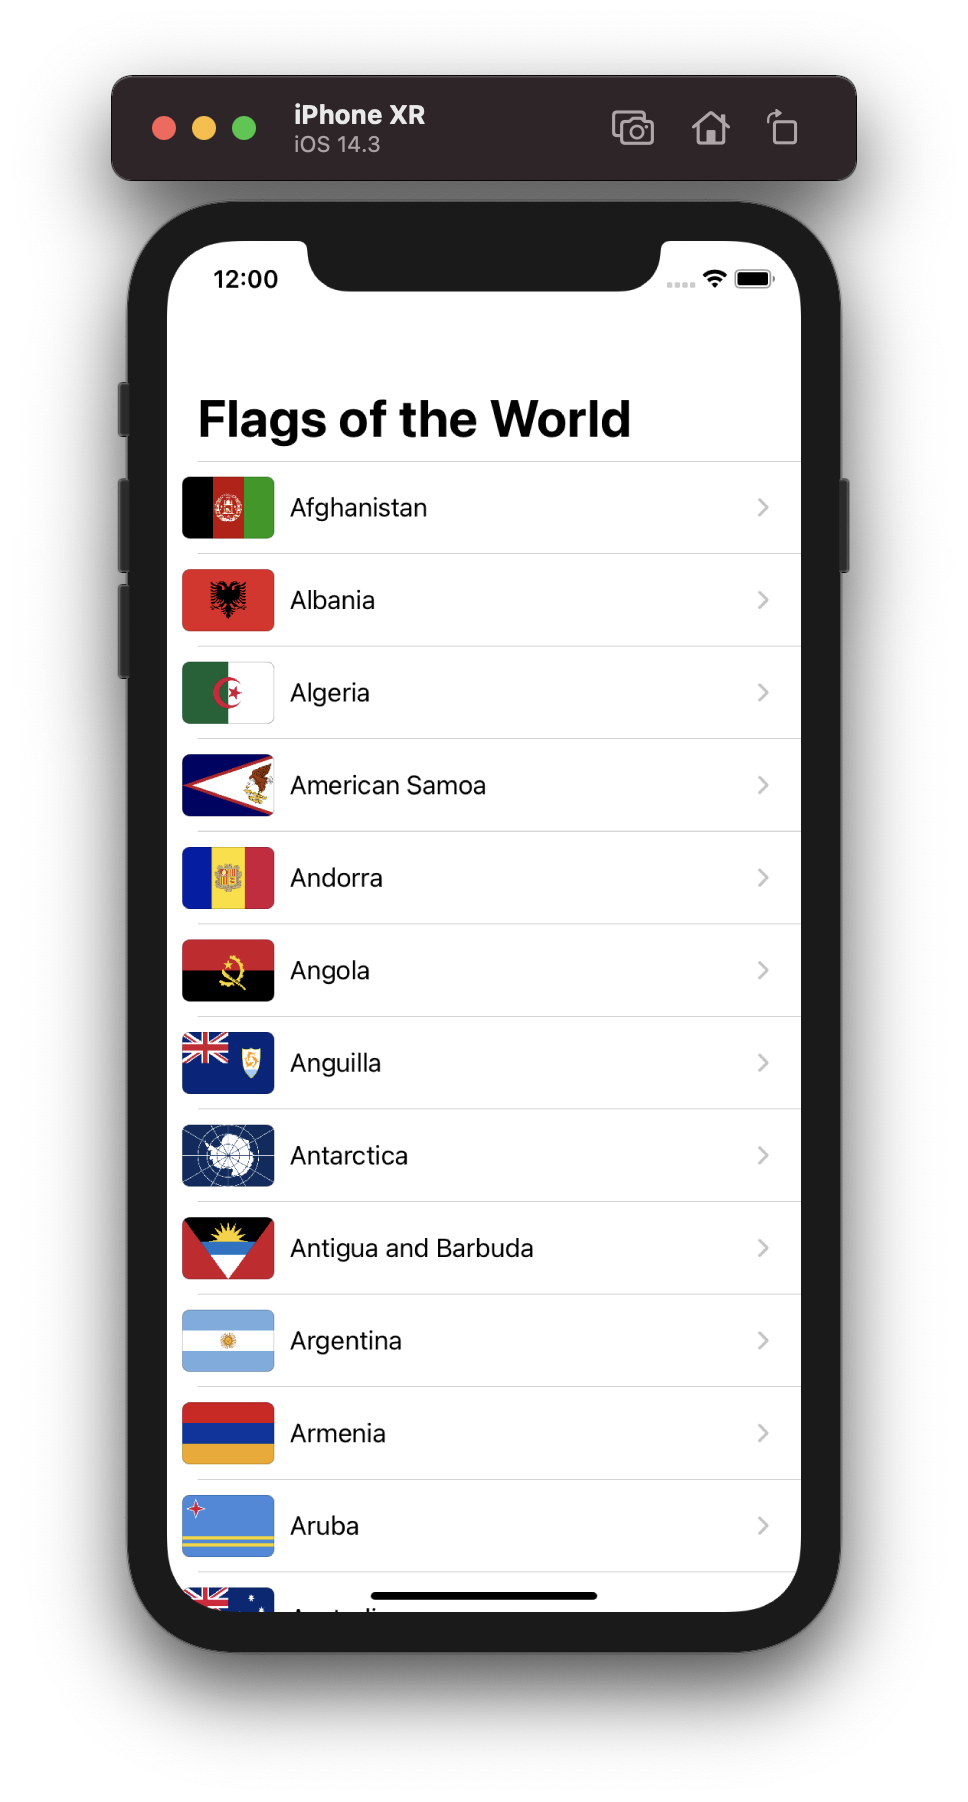 iPhone XR
iOS 14.3
12:00
Flags of the World
Afghanistan
Albania
Algeria
American Samoa
Andorra
Angola
Anguilla
Antarctica
Antigua and Barbuda
Argentina
Armenia
Aruba